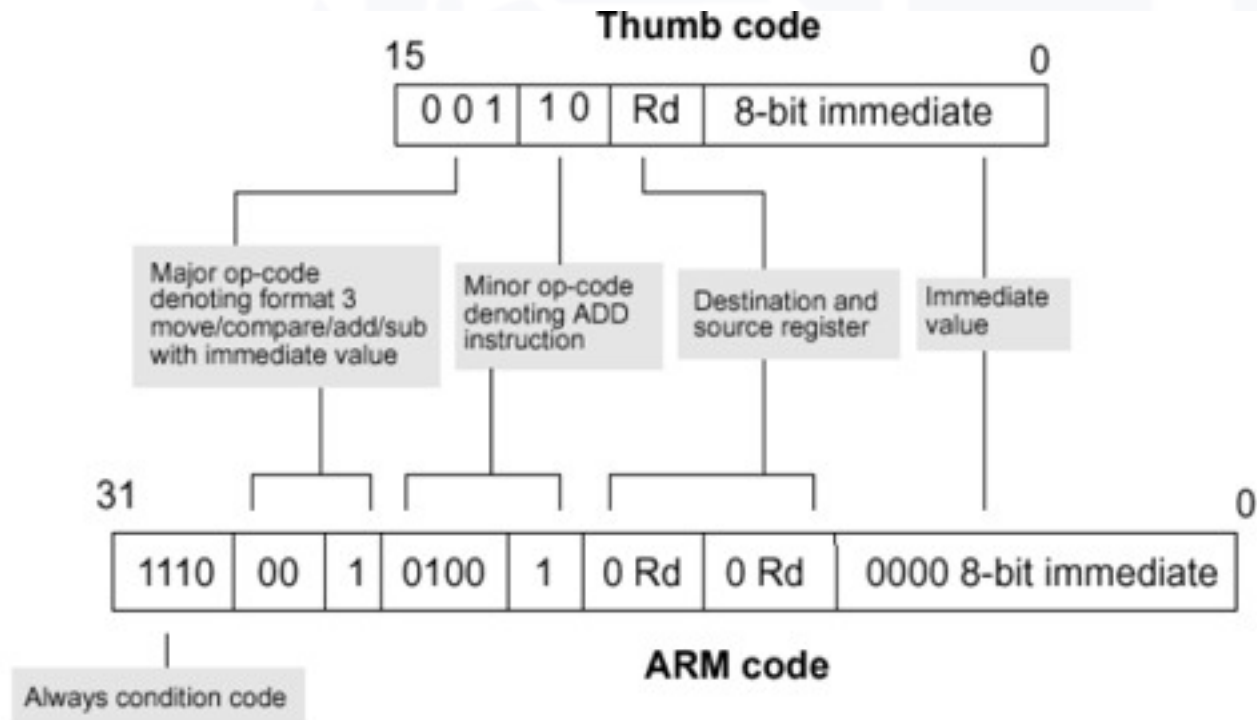 Thumb code
15
0
0 0 1
1 0
Rd
8-bit immediate
Major op-code
denoting format 3
move/compare/add/sub
with immediate value
Minor op-code
denoting ADD
instruction
Destination and
source register
Immediate
value
31
0
1110
00
1
0100
1
0 Rd
0 Rd
0000 8-bit immediate
ARM code
Always condition code